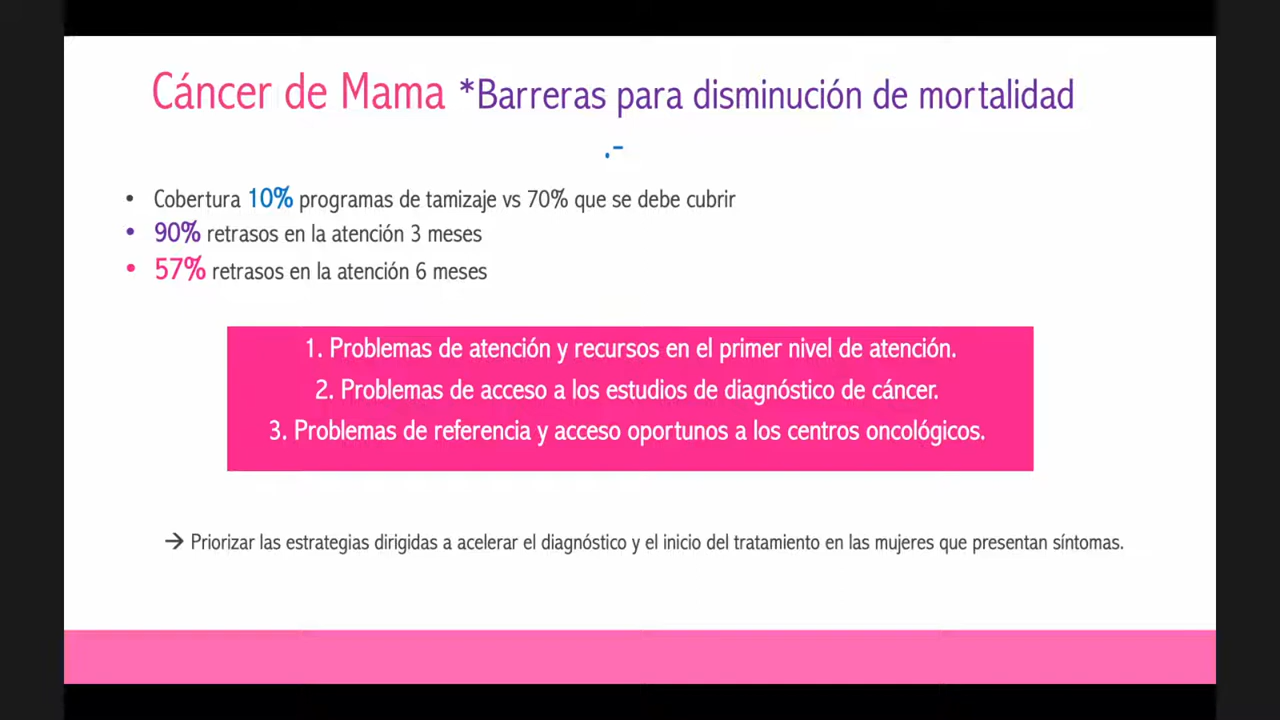 Cáncer de Mama *Barreras para disminución de mortalidad
.-
• Cobertura 10% programas de tamizaje vs 70% que se debe cubrir
• 90% retrasos en la atención 3 meses
• 57% retrasos en la atención 6 meses
1. Problemas de atención y recursos en el primer nivel de atención.
2. Problemas de acceso a los estudios de diagnóstico de cáncer.
3. Problemas de referencia y acceso oportunos a los centros oncológicos.
→ Priorizar las estrategias dirigidas a acelerar el diagnóstico y el inicio del tratamiento en las mujeres que presentan síntomas.